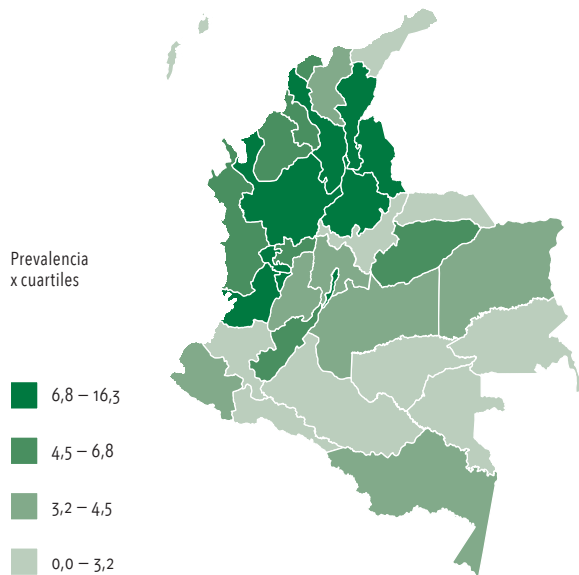 Prevalencia
x cuartiles
6,8 – 16,3
4,5 – 6,8
3,2 – 4,5
0,0 – 3,2